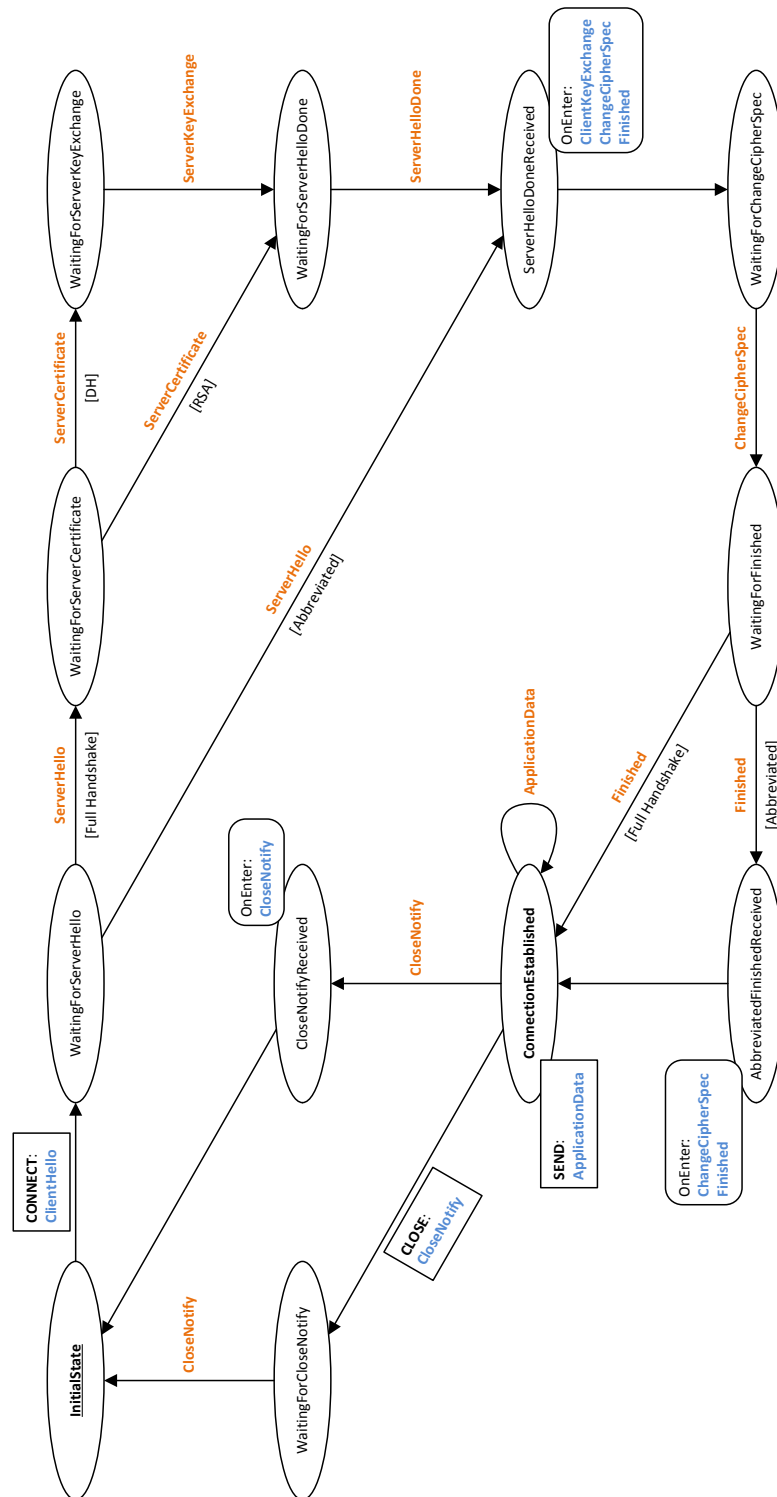 InitialState
CONNECT:
ClientHello
WaitingForServerHello
ServerHello
[Full Handshake]
WaitingForServerCertificate
ServerCertificate
[DH]
WaitingForServerKeyExchange
CloseNotify
ServerHello
[Abbreviated]
ServerCertificate
[RSA]
ServerKeyExchange
WaitingForCloseNotify
CloseNotifyReceived
OnEnter:
CloseNotify
WaitingForServerHelloDone
CLOSE:
CloseNotify
CloseNotify
ServerHelloDone
SEND:
ApplicationData
ConnectionEstablished
ApplicationData
ServerHelloDoneReceived
OnEnter:
ClientKeyExchange
ChangeCipherSpec
Finished
Finished
[Full Handshake]
OnEnter:
ChangeCipherSpec
Finished
AbbreviatedFinishedReceived
Finished
[Abbreviated]
WaitingForFinished
ChangeCipherSpec
WaitingForChangeCipherSpec